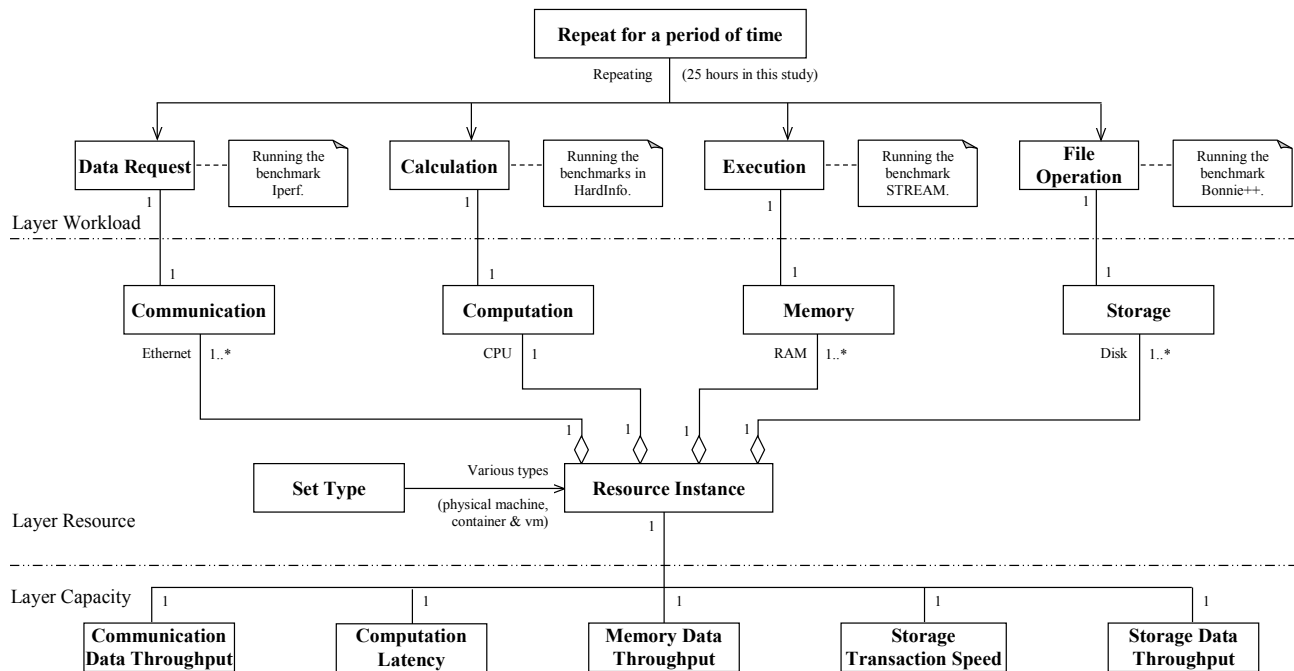 Repeat for a period of time
Repeating (25 hours in this study)
Data Request
Running the
benchmark
Iperf.
Calculation
Running the
benchmarks in
HardInfo.
Execution
Running the
benchmark
STREAM.
File
Operation
Running the
benchmark
Bonnie++.
1 1 1 1
Layer Workload
1 1 1 1
Communication
Computation
Memory
Storage
Ethernet 1..*
CPU 1
RAM 1..*
Disk 1..*
1 1 1 1
Set Type
Various types
(physical machine,
container & vm)
Resource Instance
1
Layer Resource
Layer Capacity
1 1 1 1 1
Communication
Data Throughput
Computation
Latency
Memory Data
Throughput
Storage
Transaction Speed
Storage Data
Throughput